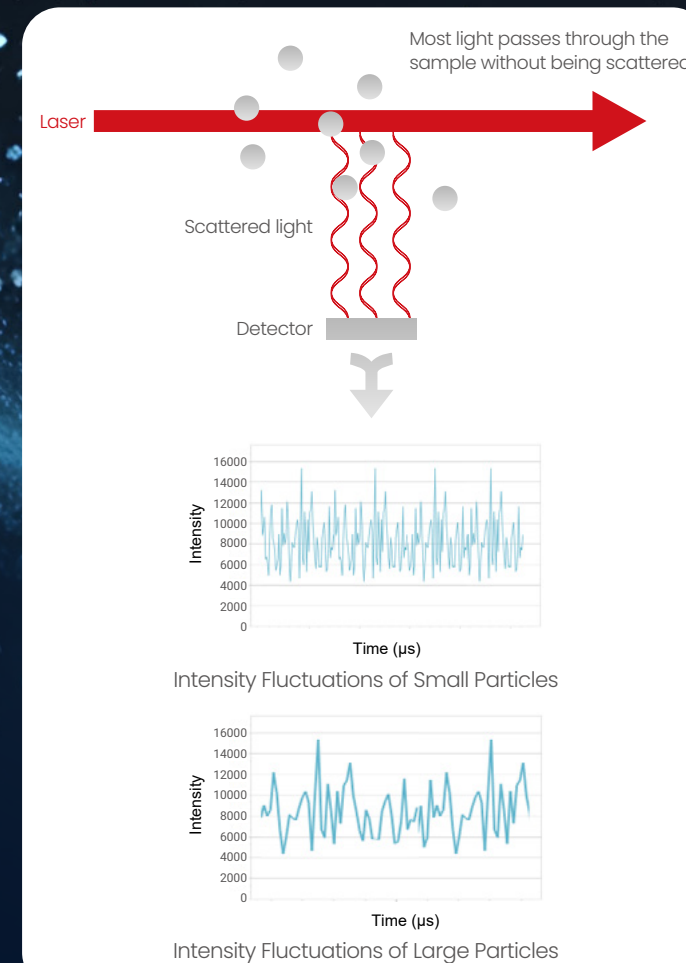 Most light passes through the
sample without being scattered
Laser
Scattered light
Detector
16000
14000
12000
10000
8000
6000
4000
2000
0
Intensity
Time (µs)
Intensity Fluctuations of Small Particles
16000
14000
12000
10000
8000
6000
4000
2000
0
Intensity
Time (µs)
Intensity Fluctuations of Large Particles